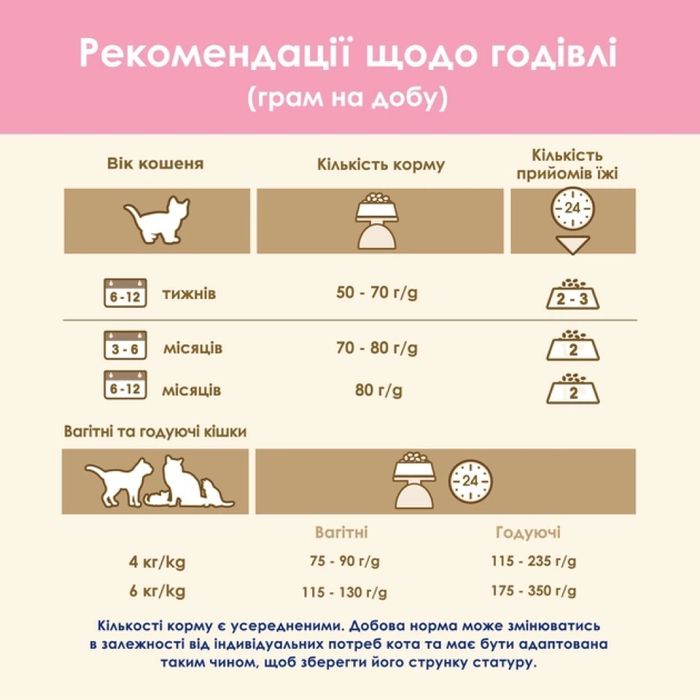 Рекомендації щодо годівлі
(грам на добу)
Вік кошеня
Кількість корму
Кількість
прийомів їжі
24
6-12 тижнів 50 - 70 г/g 2 - 3
3 - 6 місяців 70 - 80 г/g 2
6-12 місяців 80 г/g 2
Вагітні та годуючі кішки
24
Вагітні Годуючі
4 кг/kg 75 - 90 г/g 115 - 235 г/g
6 кг/kg 115 - 130 г/g 175 - 350 г/g
Кількості корму є усередненими. Добова норма може змінюватись
в залежності від індивідуальних потреб кота та має бути адаптована
таким чином, щоб зберегти його струнку статуру.